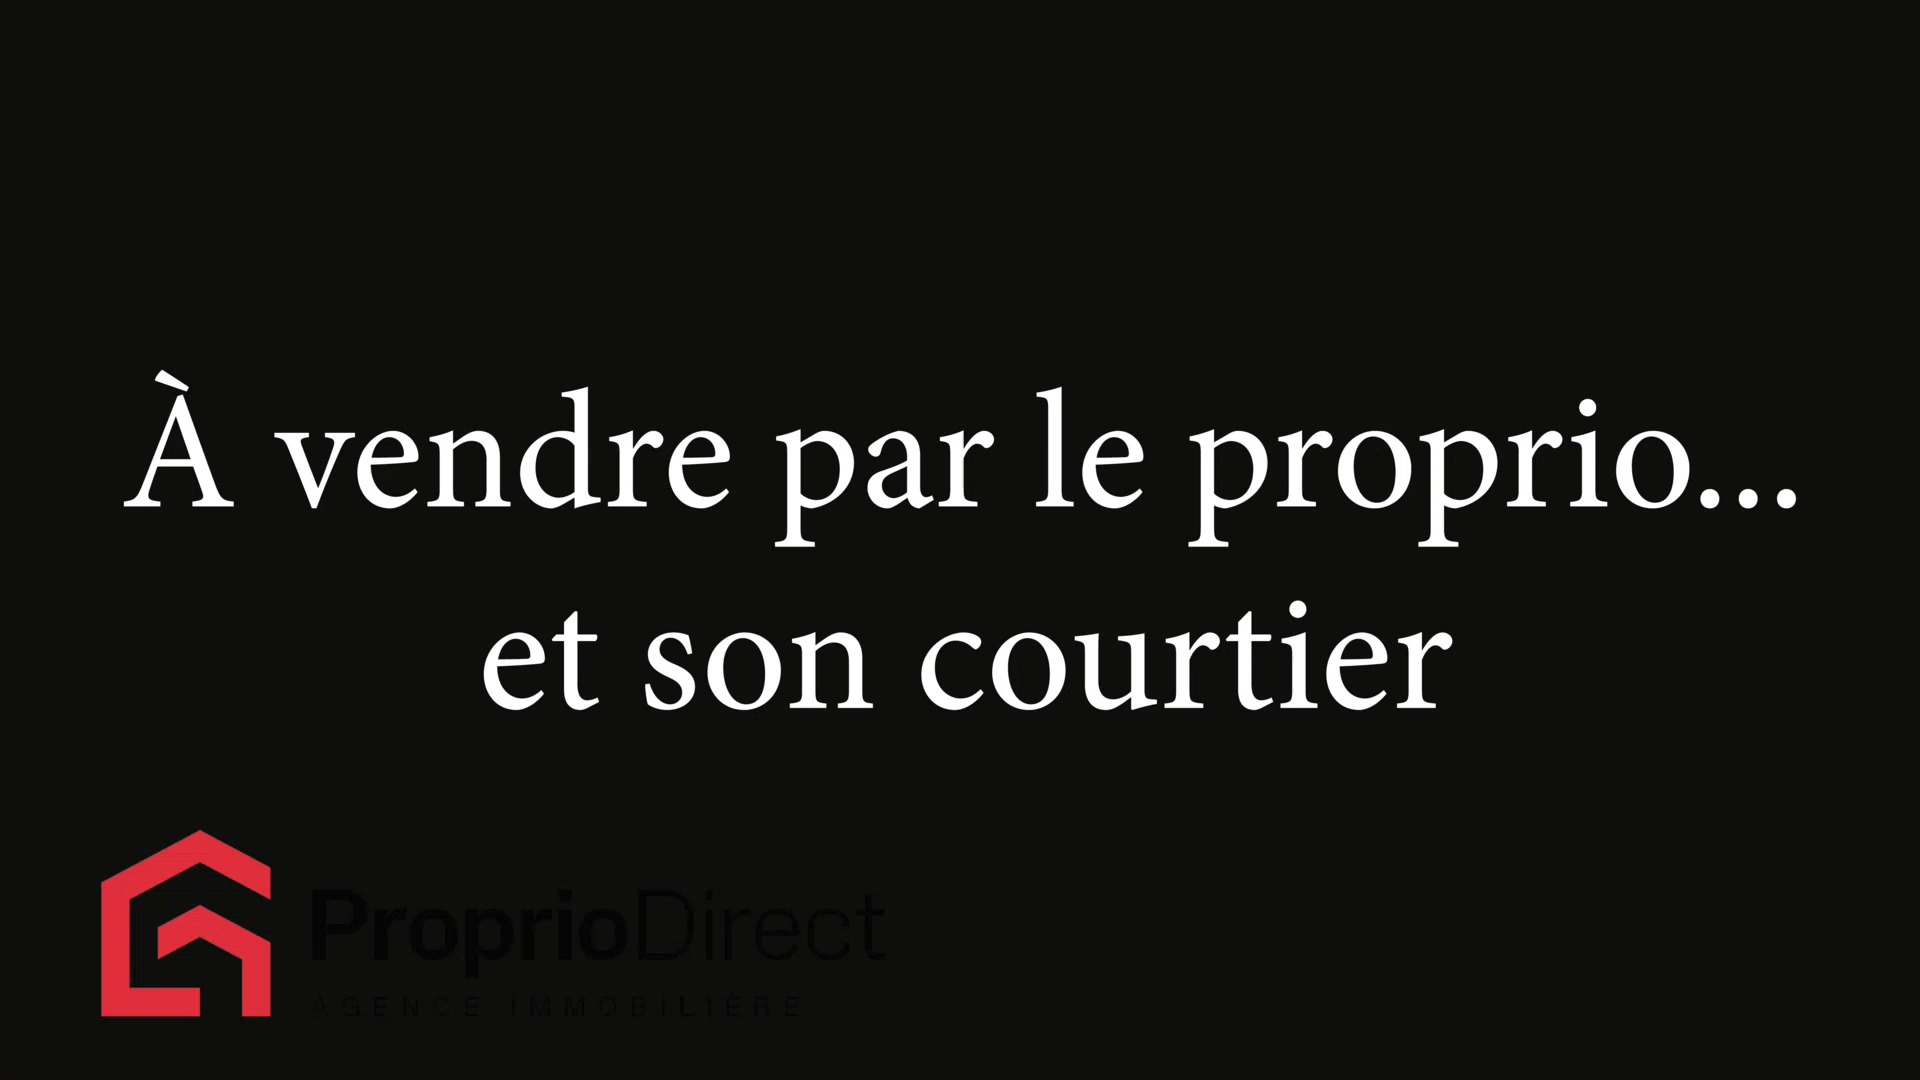 À vendre par le proprio...
et son courtier
ProprioDirect
AGENCE IMMOBILIÈRE